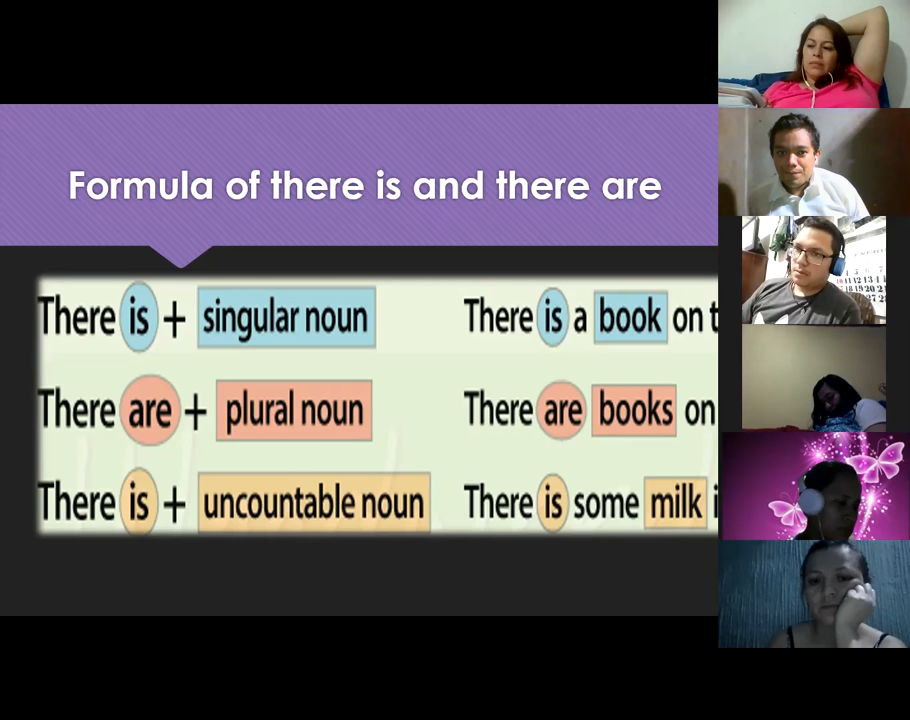 Formula of there is and there are
There is + singular noun
There is a book on t
There are + plural noun
There are books on
There is + uncountable noun
There is some milk i